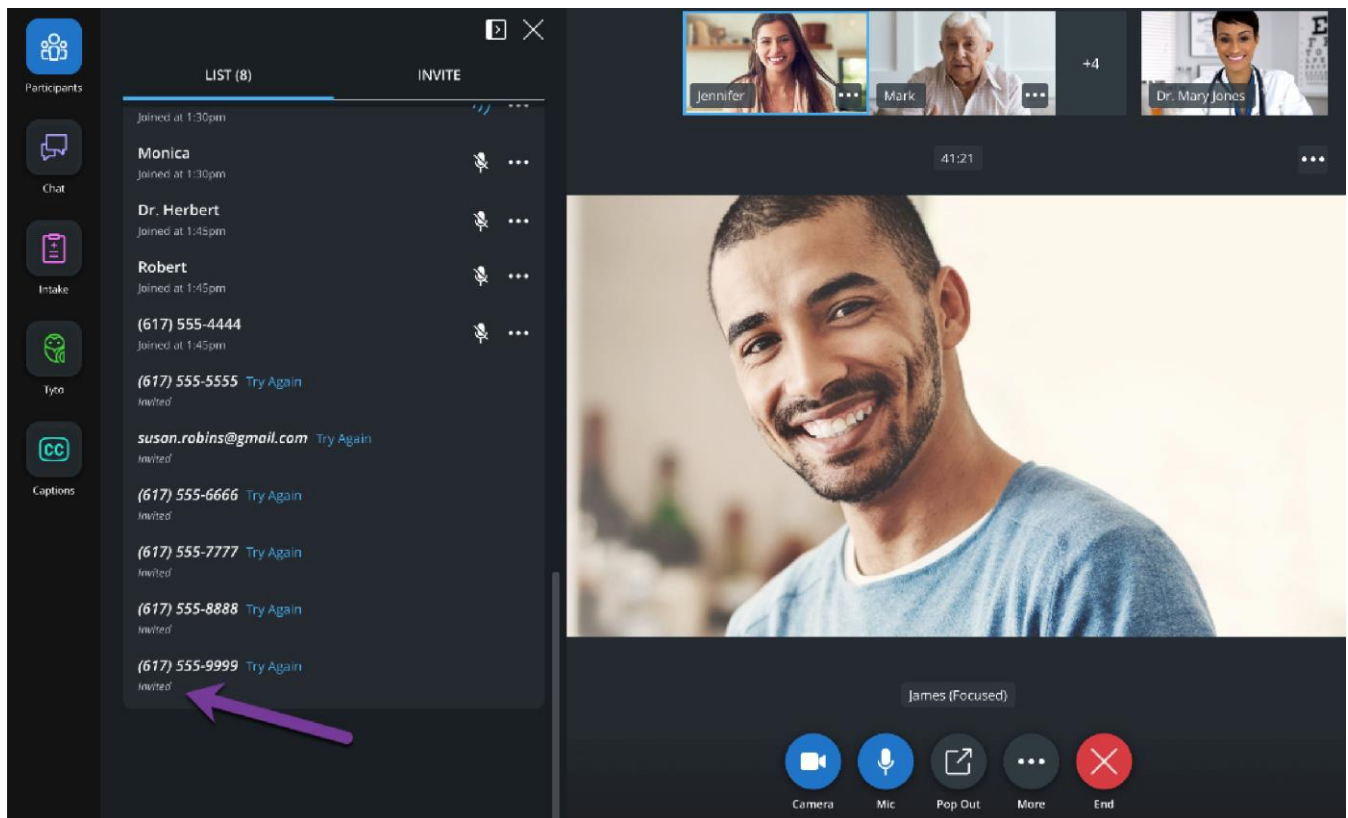 Participants
Chat
Intake
Tyto
CC
Captions
LIST (8)
INVITE
Joined at 1:30pm
Monica
Joined at 1:30pm
Dr. Herbert
Joined at 1:45pm
Robert
Joined at 1:45pm
(617) 555-4444
Joined at 1:45pm
(617) 555-5555 Try Again
Invited
susan.robins@gmail.com Try Again
Invited
(617) 555-6666 Try Again
Invited
(617) 555-7777 Try Again
Invited
(617) 555-8888 Try Again
Invited
(617) 555-9999 Try Again
Invited
Jennifer
Mark
+4
Dr. Mary Jones
E
41:21
James (Focused)
Camera
Mic
Pop Out
More
End